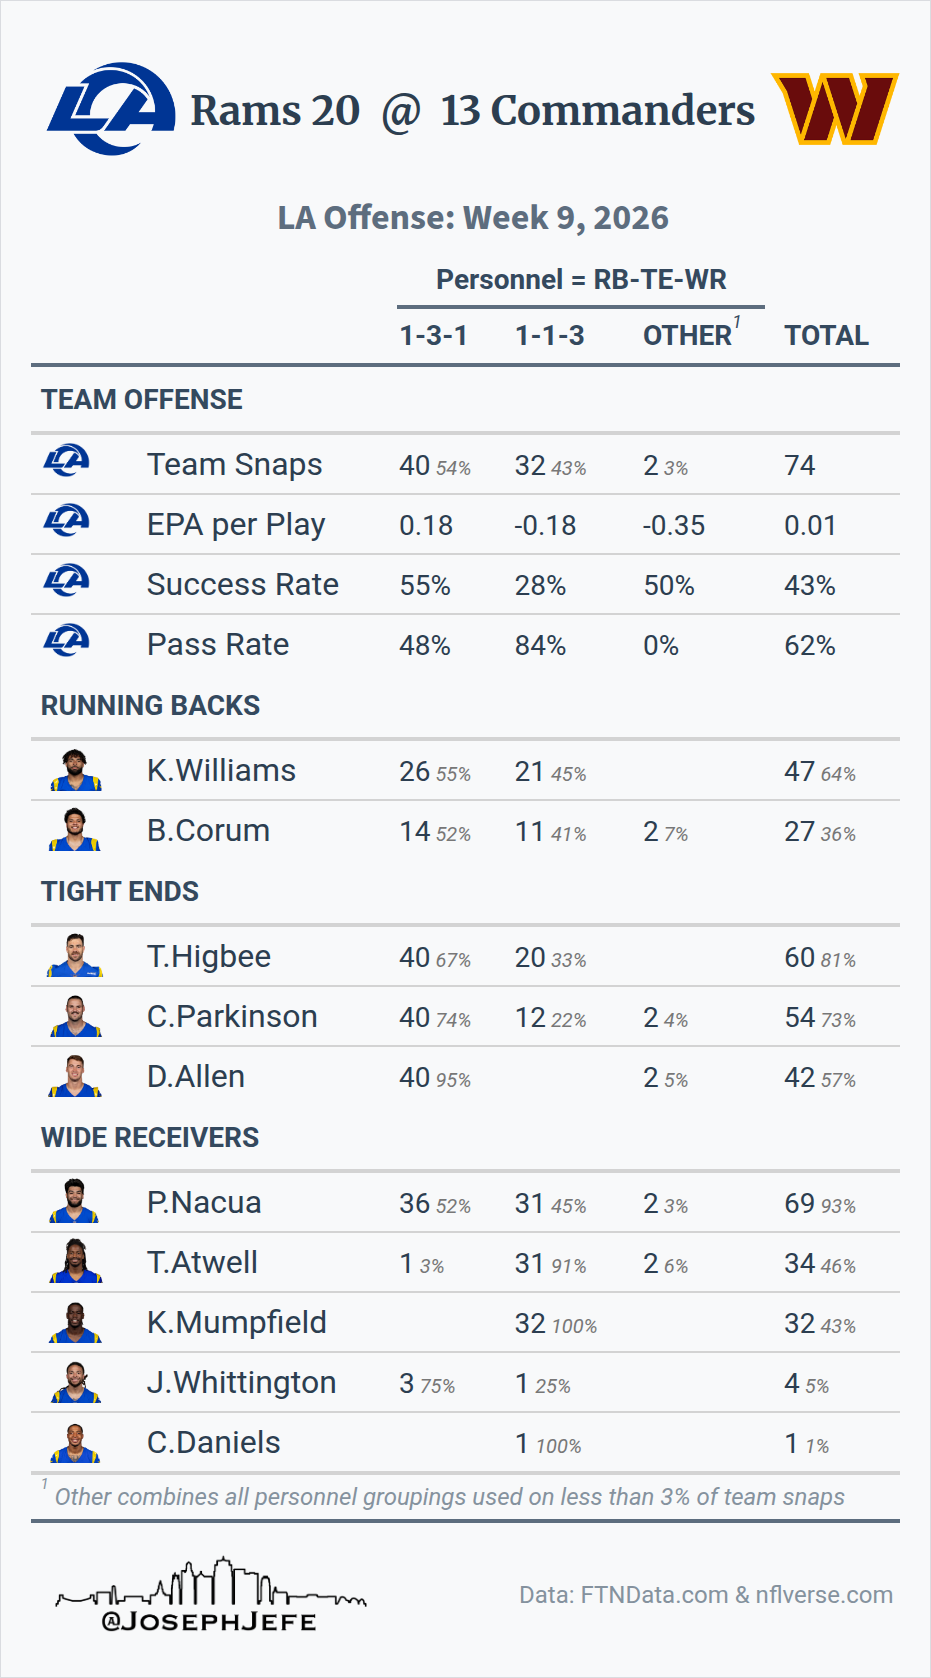 LA Rams 20 @ 13 Commanders W
LA Offense: Week 9, 2026
Personnel = RB-TE-WR
1-3-1 1-1-3 OTHER1 TOTAL
TEAM OFFENSE
LA Team Snaps 40 54% 32 43% 2 3% 74
LA EPA per Play 0.18 -0.18 -0.35 0.01
LA Success Rate 55% 28% 50% 43%
LA Pass Rate 48% 84% 0% 62%
RUNNING BACKS
K.Williams 26 55% 21 45% 47 64%
B.Corum 14 52% 11 41% 2 7% 27 36%
TIGHT ENDS
T.Higbee 40 67% 20 33% 60 81%
C.Parkinson 40 74% 12 22% 2 4% 54 73%
D.Allen 40 95% 2 5% 42 57%
WIDE RECEIVERS
P.Nacua 36 52% 31 45% 2 3% 69 93%
T.Atwell 1 3% 31 91% 2 6% 34 46%
K.Mumpfield 32 100% 32 43%
J.Whittington 3 75% 1 25% 4 5%
C.Daniels 1 100% 1 1%
1 Other combines all personnel groupings used on less than 3% of team snaps
@JosephJefe
Data: FTNData.com & nflverse.com